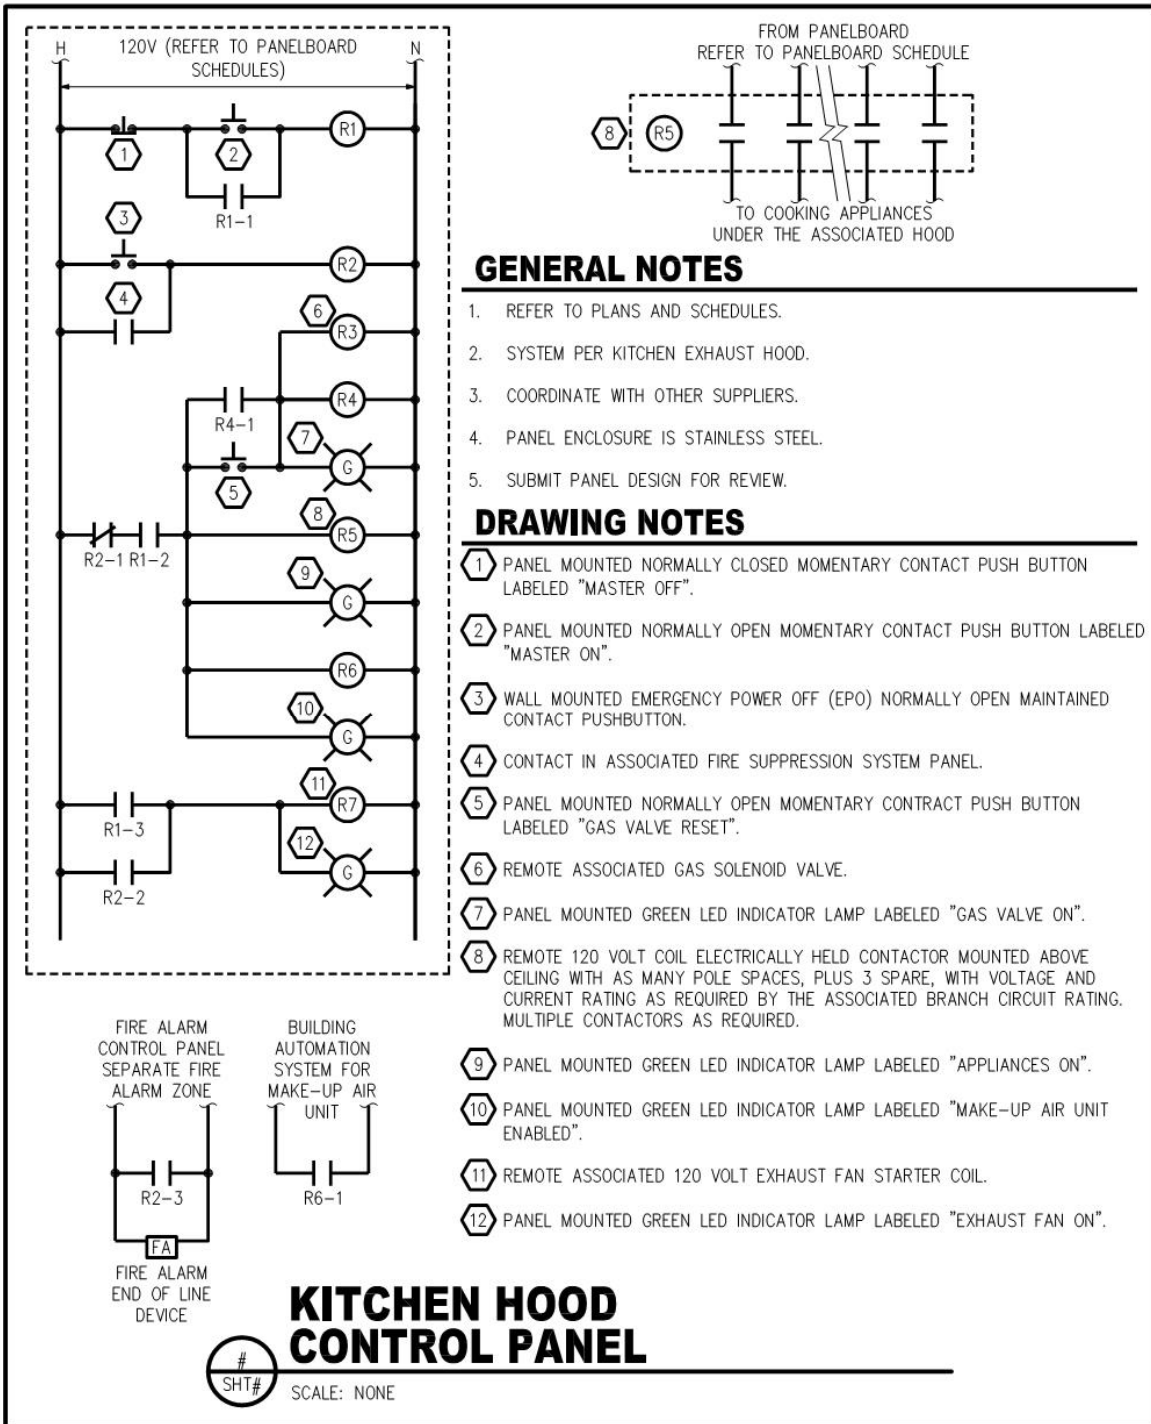 H
120V (REFER TO PANELBOARD
SCHEDULES)
N
1
2
R1
R1-1
3
R2
4
6
R3
R4-1
R4
7
G
5
8
R5
R2-1 R1-2
9
G
R6
10
G
11
R7
R1-3
12
G
R2-2
FIRE ALARM
CONTROL PANEL
SEPARATE FIRE
ALARM ZONE
R2-3
FA
FIRE ALARM
END OF LINE
DEVICE
BUILDING
AUTOMATION
SYSTEM FOR
MAKE-UP AIR
UNIT
R6-1
FROM PANELBOARD
REFER TO PANELBOARD SCHEDULE
8
R5
TO COOKING APPLIANCES
UNDER THE ASSOCIATED HOOD
GENERAL NOTES
1. REFER TO PLANS AND SCHEDULES.
2. SYSTEM PER KITCHEN EXHAUST HOOD.
3. COORDINATE WITH OTHER SUPPLIERS.
4. PANEL ENCLOSURE IS STAINLESS STEEL.
5. SUBMIT PANEL DESIGN FOR REVIEW.
DRAWING NOTES
1 PANEL MOUNTED NORMALLY CLOSED MOMENTARY CONTACT PUSH BUTTON
LABELED "MASTER OFF".
2 PANEL MOUNTED NORMALLY OPEN MOMENTARY CONTACT PUSH BUTTON LABELED
"MASTER ON".
3 WALL MOUNTED EMERGENCY POWER OFF (EPO) NORMALLY OPEN MAINTAINED
CONTACT PUSHBUTTON.
4 CONTACT IN ASSOCIATED FIRE SUPPRESSION SYSTEM PANEL.
5 PANEL MOUNTED NORMALLY OPEN MOMENTARY CONTRACT PUSH BUTTON
LABELED "GAS VALVE RESET".
6 REMOTE ASSOCIATED GAS SOLENOID VALVE.
7 PANEL MOUNTED GREEN LED INDICATOR LAMP LABELED "GAS VALVE ON".
8 REMOTE 120 VOLT COIL ELECTRICALLY HELD CONTACTOR MOUNTED ABOVE
CEILING WITH AS MANY POLE SPACES, PLUS 3 SPARE, WITH VOLTAGE AND
CURRENT RATING AS REQUIRED BY THE ASSOCIATED BRANCH CIRCUIT RATING.
MULTIPLE CONTACTORS AS REQUIRED.
9 PANEL MOUNTED GREEN LED INDICATOR LAMP LABELED "APPLIANCES ON".
10 PANEL MOUNTED GREEN LED INDICATOR LAMP LABELED "MAKE-UP AIR UNIT
ENABLED".
11 REMOTE ASSOCIATED 120 VOLT EXHAUST FAN STARTER COIL.
12 PANEL MOUNTED GREEN LED INDICATOR LAMP LABELED "EXHAUST FAN ON".
KITCHEN HOOD
CONTROL PANEL
#
SHT#
SCALE: NONE